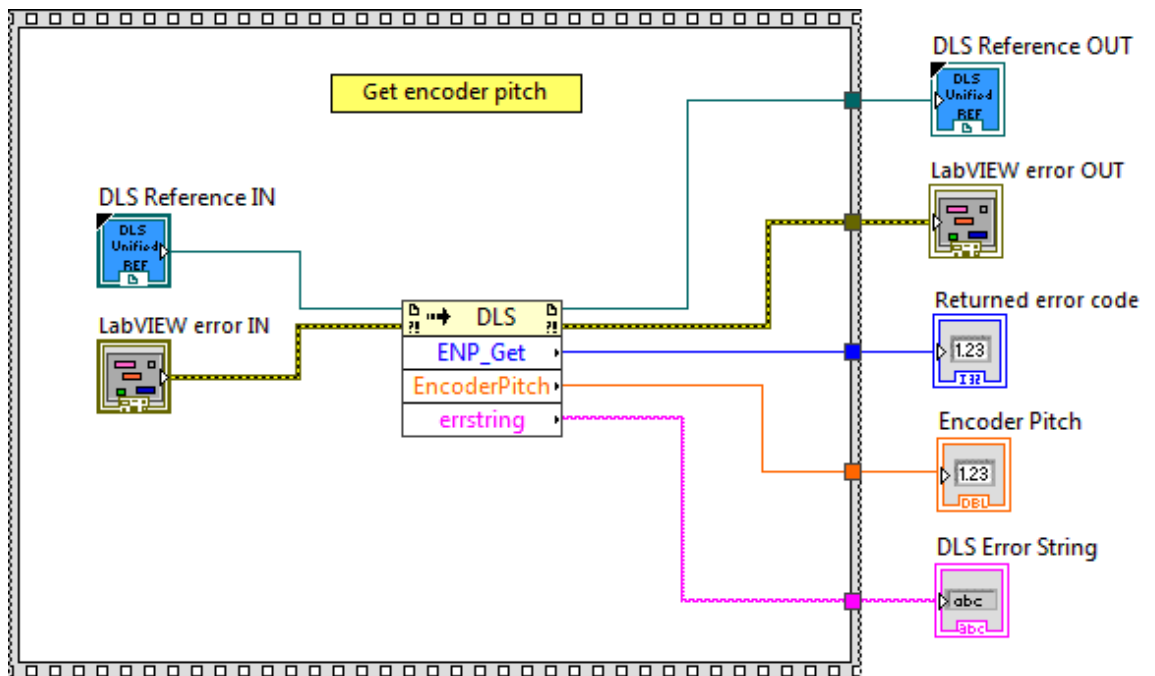 DLS Reference OUT
DLS
Unified
REF
Get encoder pitch
LabVIEW error OUT
DLS Reference IN
DLS
Unified
REF
Returned error code
1.23
I32
LabVIEW error IN
?! DLS ?!
ENP_Get
EncoderPitch
errstring
Encoder Pitch
1.23
DBL
DLS Error String
abc
abc